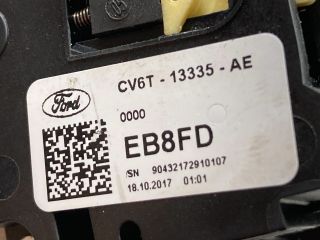 Ford
CV6T - 13335 - AE
0000
EB8FD
/SN 90432172910107
18.10.2017 01:01